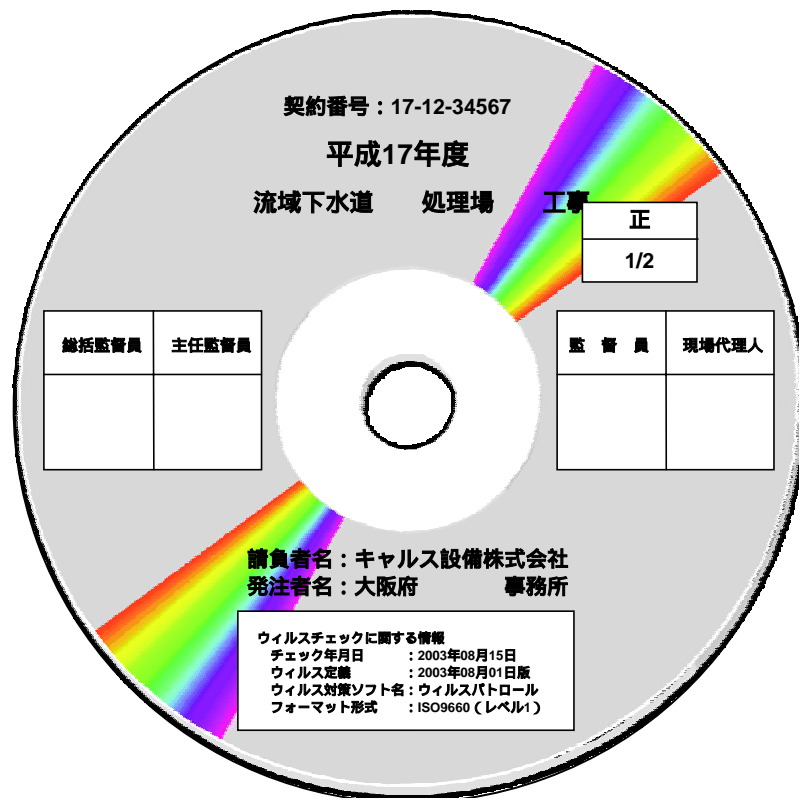 契約番号：17-12-34567
平成17年度
流域下水道　　処理場　　工事
正
1/2
総括監督員　主任監督員
監　督　員　現場代理人
請負者名：キャルス設備株式会社
発注者名：大阪府　　　　事務所
ウィルスチェックに関する情報
チェック年月日　　　：2003年08月15日
ウィルス定義　　　　：2003年08月01日版
ウィルス対策ソフト名：ウィルスパトロール
フォーマット形式　　：ISO9660（レベル1）